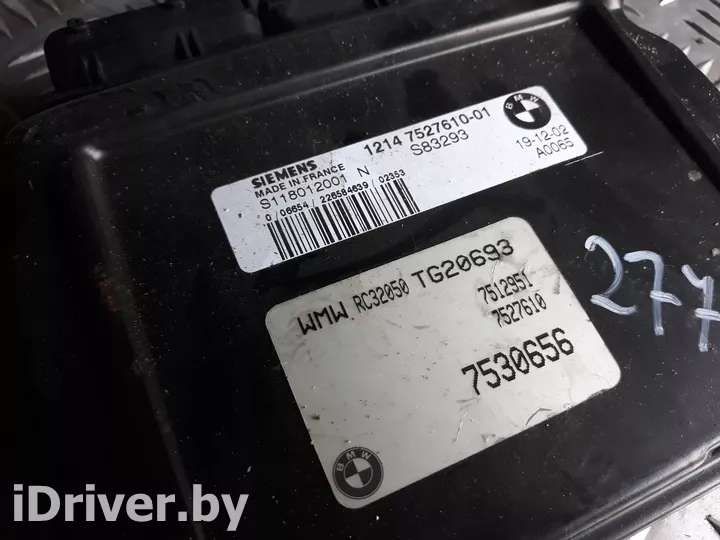 SIEMENS
MADE IN FRANCE
S118012001 N
1214 7527610-01
S83293
BMW
19-12-02
A0065
0/06654/226584639 02353
WMW RC32050 TG20693
7512951
7527610
7530656
BMW
277
iDriver.by